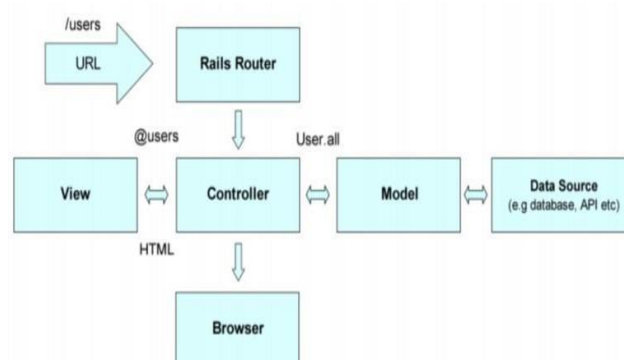 /users
URL
Rails Router
@users
User.all
View
Controller
Model
Data Source
(e.g database, API etc)
HTML
Browser